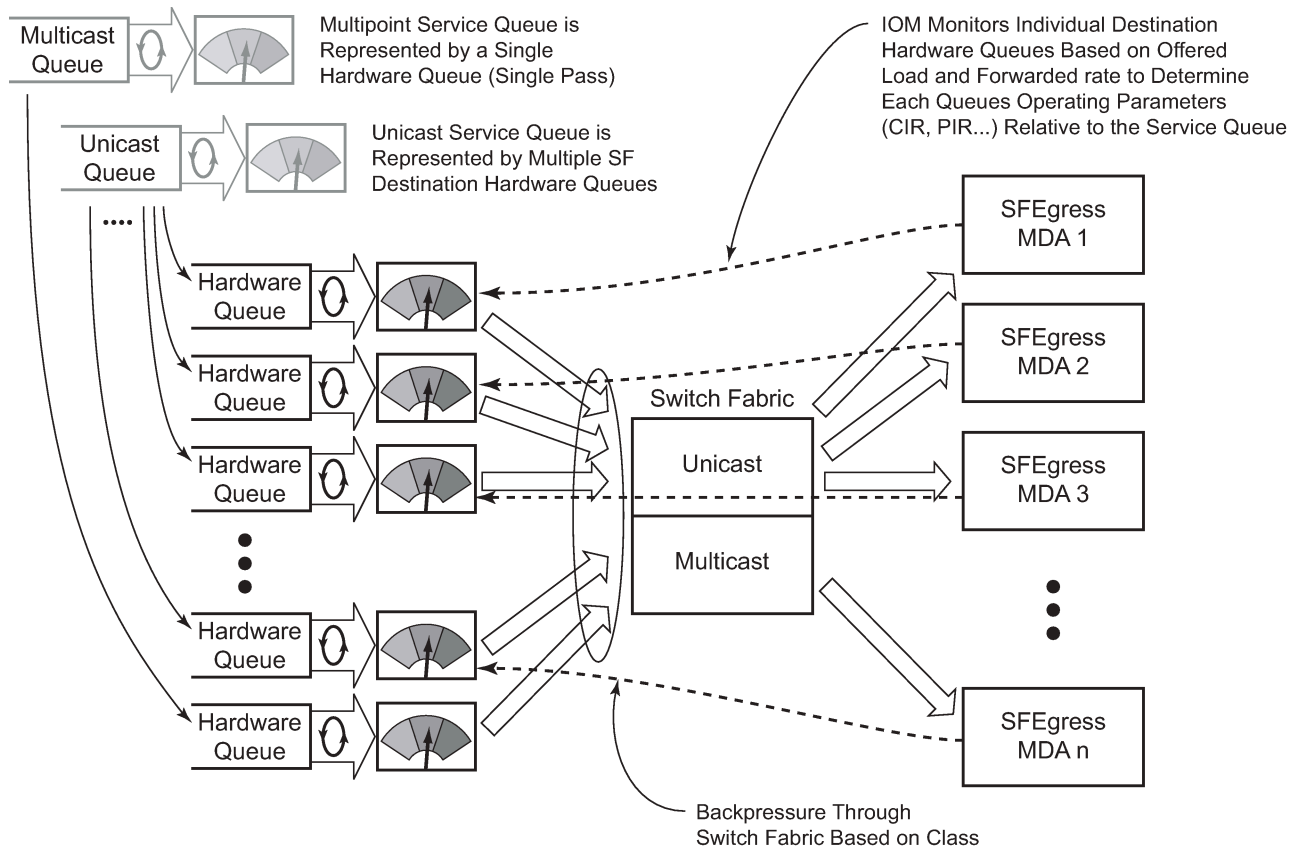 Multicast
Queue
Multipoint Service Queue is
Represented by a Single
Hardware Queue (Single Pass)
IOM Monitors Individual Destination
Hardware Queues Based on Offered
Load and Forwarded rate to Determine
Each Queues Operating Parameters
(CIR, PIR...) Relative to the Service Queue
Unicast
Queue
Unicast Service Queue is
Represented by Multiple SF
Destination Hardware Queues
SFEgress
MDA 1
Hardware
Queue
SFEgress
MDA 2
Hardware
Queue
Switch Fabric
Unicast
Multicast
Hardware
Queue
SFEgress
MDA 3
Hardware
Queue
Hardware
Queue
SFEgress
MDA n
Backpressure Through
Switch Fabric Based on Class